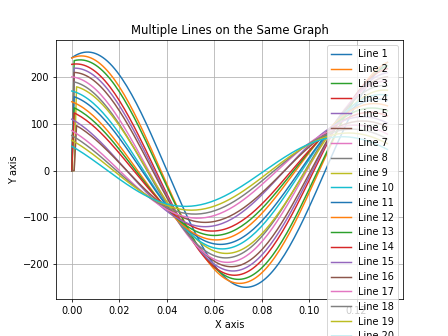 Multiple Lines on the Same Graph
Y axis
200
100
0
−100
−200
0.00
0.02
0.04
0.06
0.08
0.10
X axis
Line 1
Line 2
Line 3
Line 4
Line 5
Line 6
Line 7
Line 8
Line 9
Line 10
Line 11
Line 12
Line 13
Line 14
Line 15
Line 16
Line 17
Line 18
Line 19
Line 20